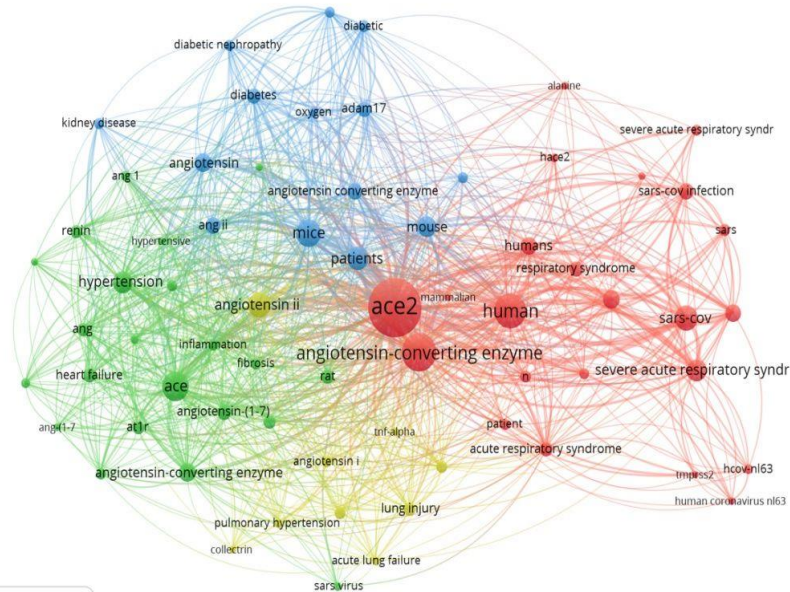 diabetic
diabetic nephropathy
alanine
diabetes
oxygen
adam17
kidney disease
severe acute respiratory syndr
angiotensin
hace2
ang 1
angiotensin converting enzyme
sars-cov infection
renin
hypertensive
ang ii
mice
mouse
sars
humans
patients
respiratory syndrome
hypertension
angiotensin ii
ace2
mammalian
human
sars-cov
ang
inflammation
angiotensin-converting enzyme
fibrosis
heart failure
ace
rat
n
severe acute respiratory syndr
angiotensin-(1-7)
ang-(1-7
at1r
tnf-alpha
patient
acute respiratory syndrome
angiotensin i
angiotensin-converting enzyme
tmprss2
hcov-nl63
human coronavirus nl63
lung injury
pulmonary hypertension
collectrin
acute lung failure
sars virus